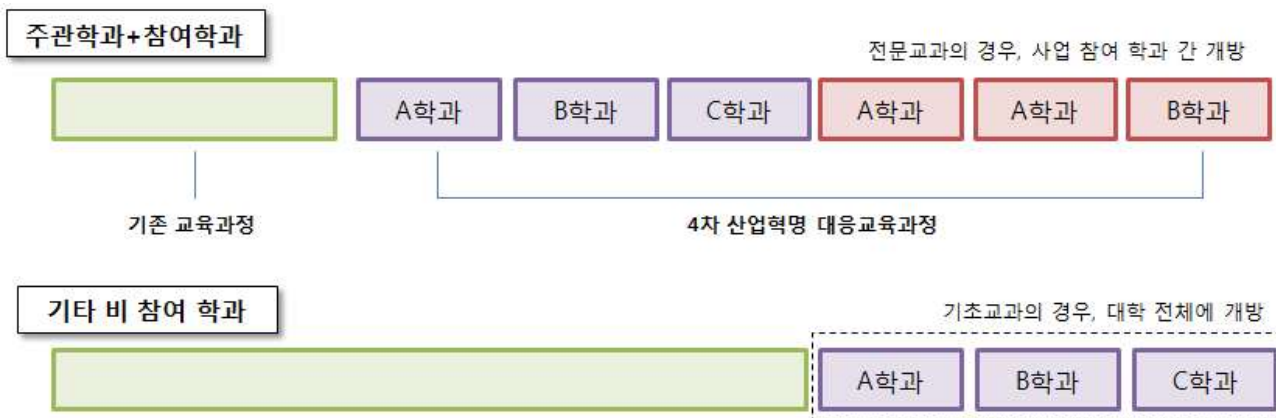 주관학과+참여학과
전문교과의 경우, 사업 참여 학과 간 개방
A학과 B학과 C학과 A학과 A학과 B학과
기존 교육과정 4차 산업혁명 대응교육과정
기타 비 참여 학과
기초교과의 경우, 대학 전체에 개방
A학과 B학과 C학과